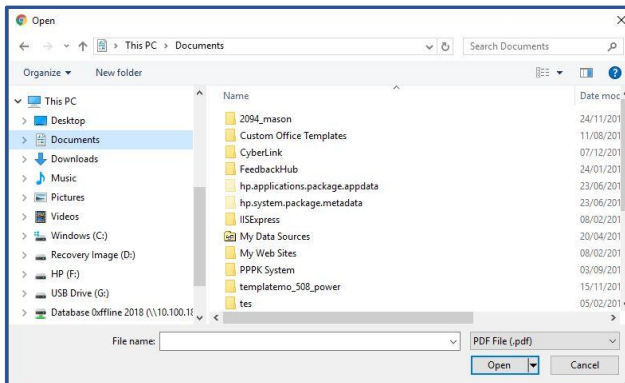 Open
This PC > Documents
Search Documents
Organize
New folder
Name
Date moc
This PC
Desktop
Documents
Downloads
Music
Pictures
Videos
Windows (C:)
Recovery Image (D:)
HP (F:)
USB Drive (G:)
Database 0xffline 2018 (\\10.100.18
2094_mason
24/11/201
Custom Office Templates
11/08/201
CyberLink
07/12/201
FeedbackHub
24/01/201
hp.applications.package.appdata
23/06/201
hp.system.package.metadata
23/06/201
IISExpress
08/02/201
My Data Sources
20/04/201
My Web Sites
08/02/201
PPPK System
03/09/201
templatemo_508_power
15/11/201
tes
05/02/201
File name:
PDF File (.pdf)
Open
Cancel